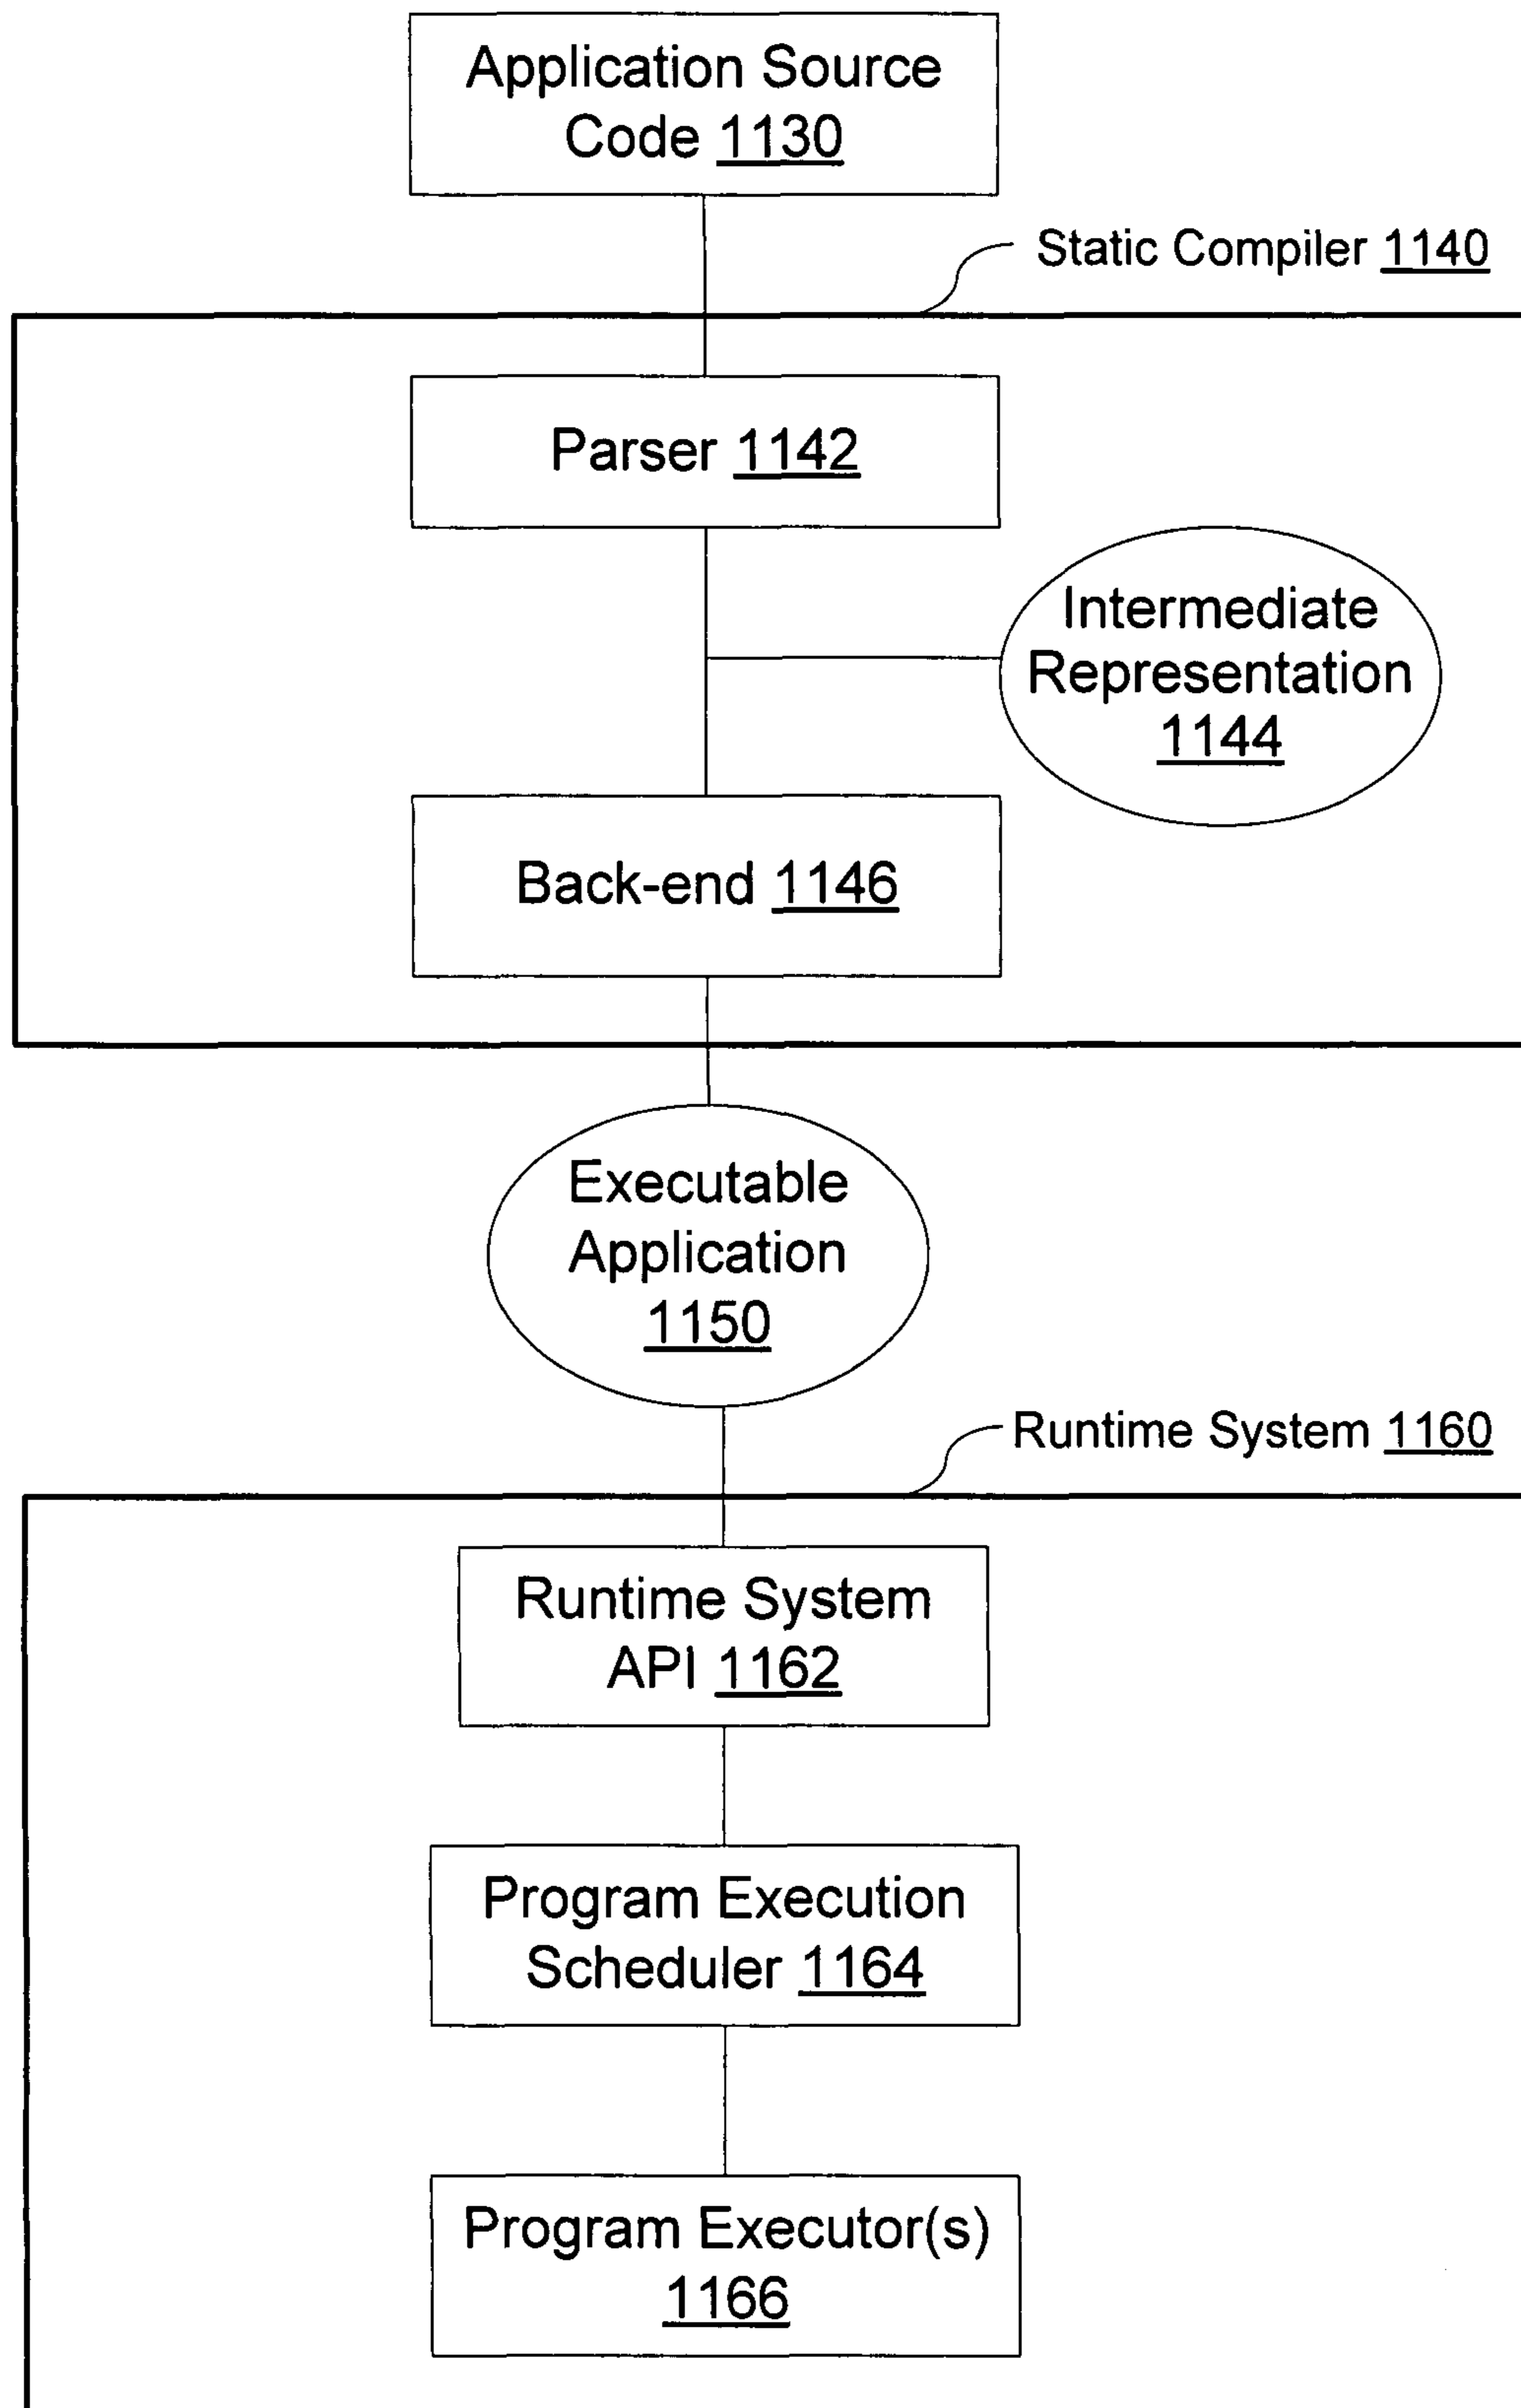 Application Source
Code 1130
Static Compiler 1140
Parser 1142
Intermediate
Representation
1144
Back-end 1146
Executable
Application
1150
Runtime System 1160
Runtime System
API 1162
Program Execution
Scheduler 1164
Program Executor(s)
1166